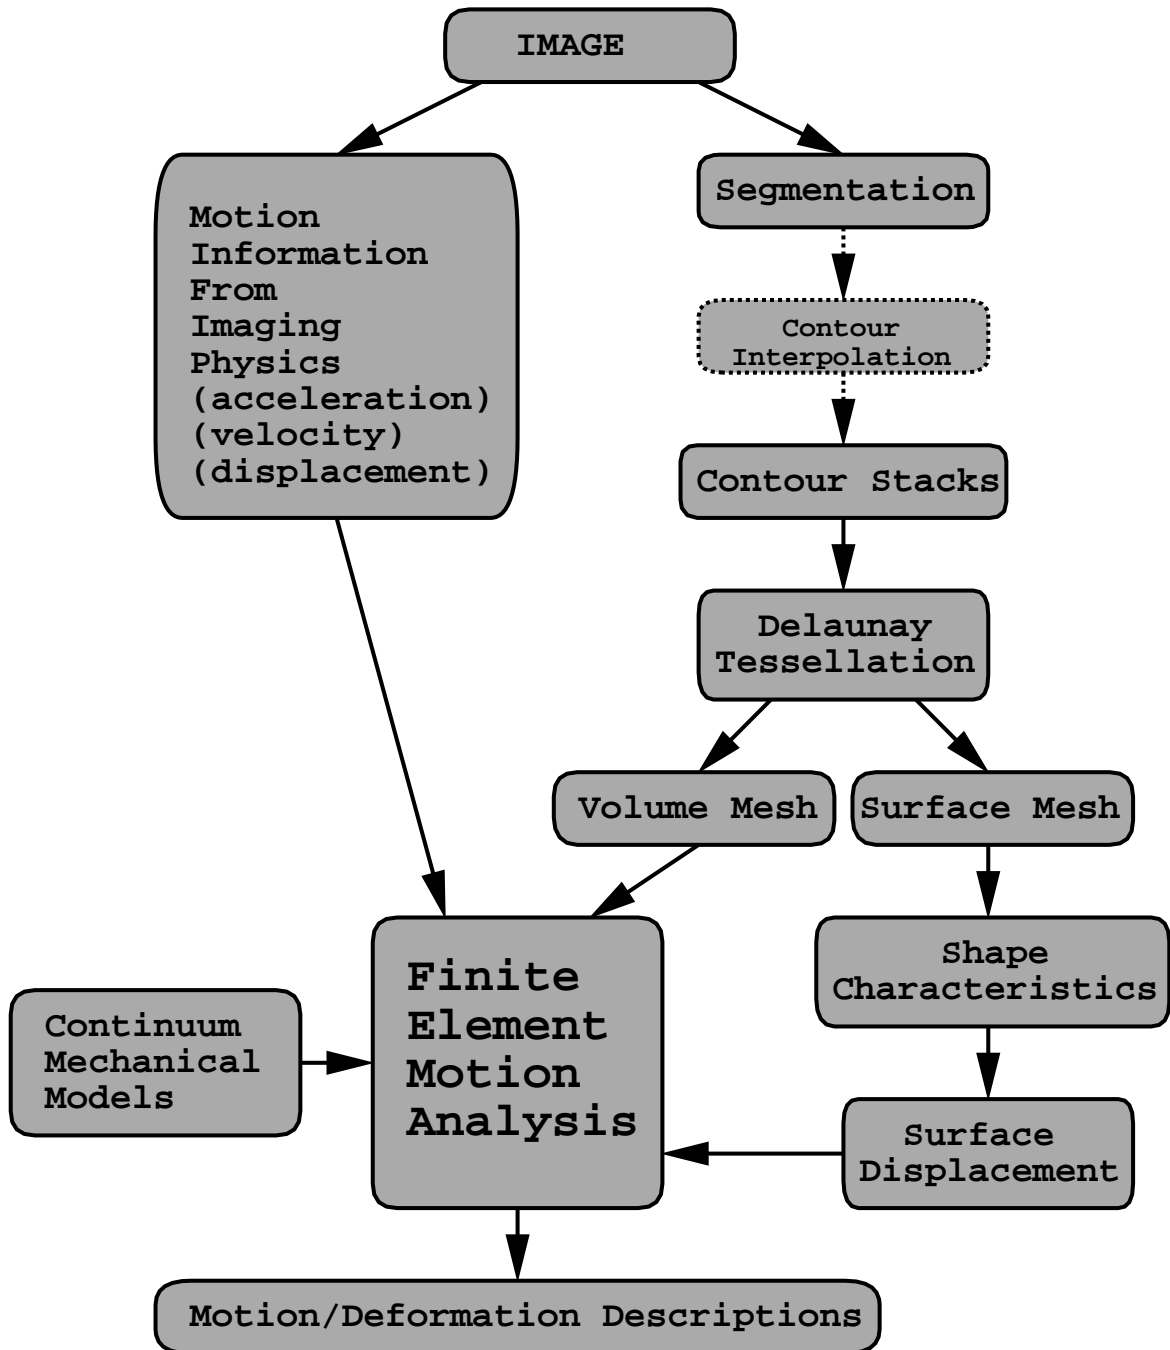 IMAGE
Motion
Information
From
Imaging
Physics
(acceleration)
(velocity)
(displacement)
Segmentation
Contour
Interpolation
Contour Stacks
Delaunay
Tessellation
Volume Mesh
Surface Mesh
Finite
Element
Motion
Analysis
Shape
Characteristics
Continuum
Mechanical
Models
Surface
Displacement
Motion/Deformation Descriptions